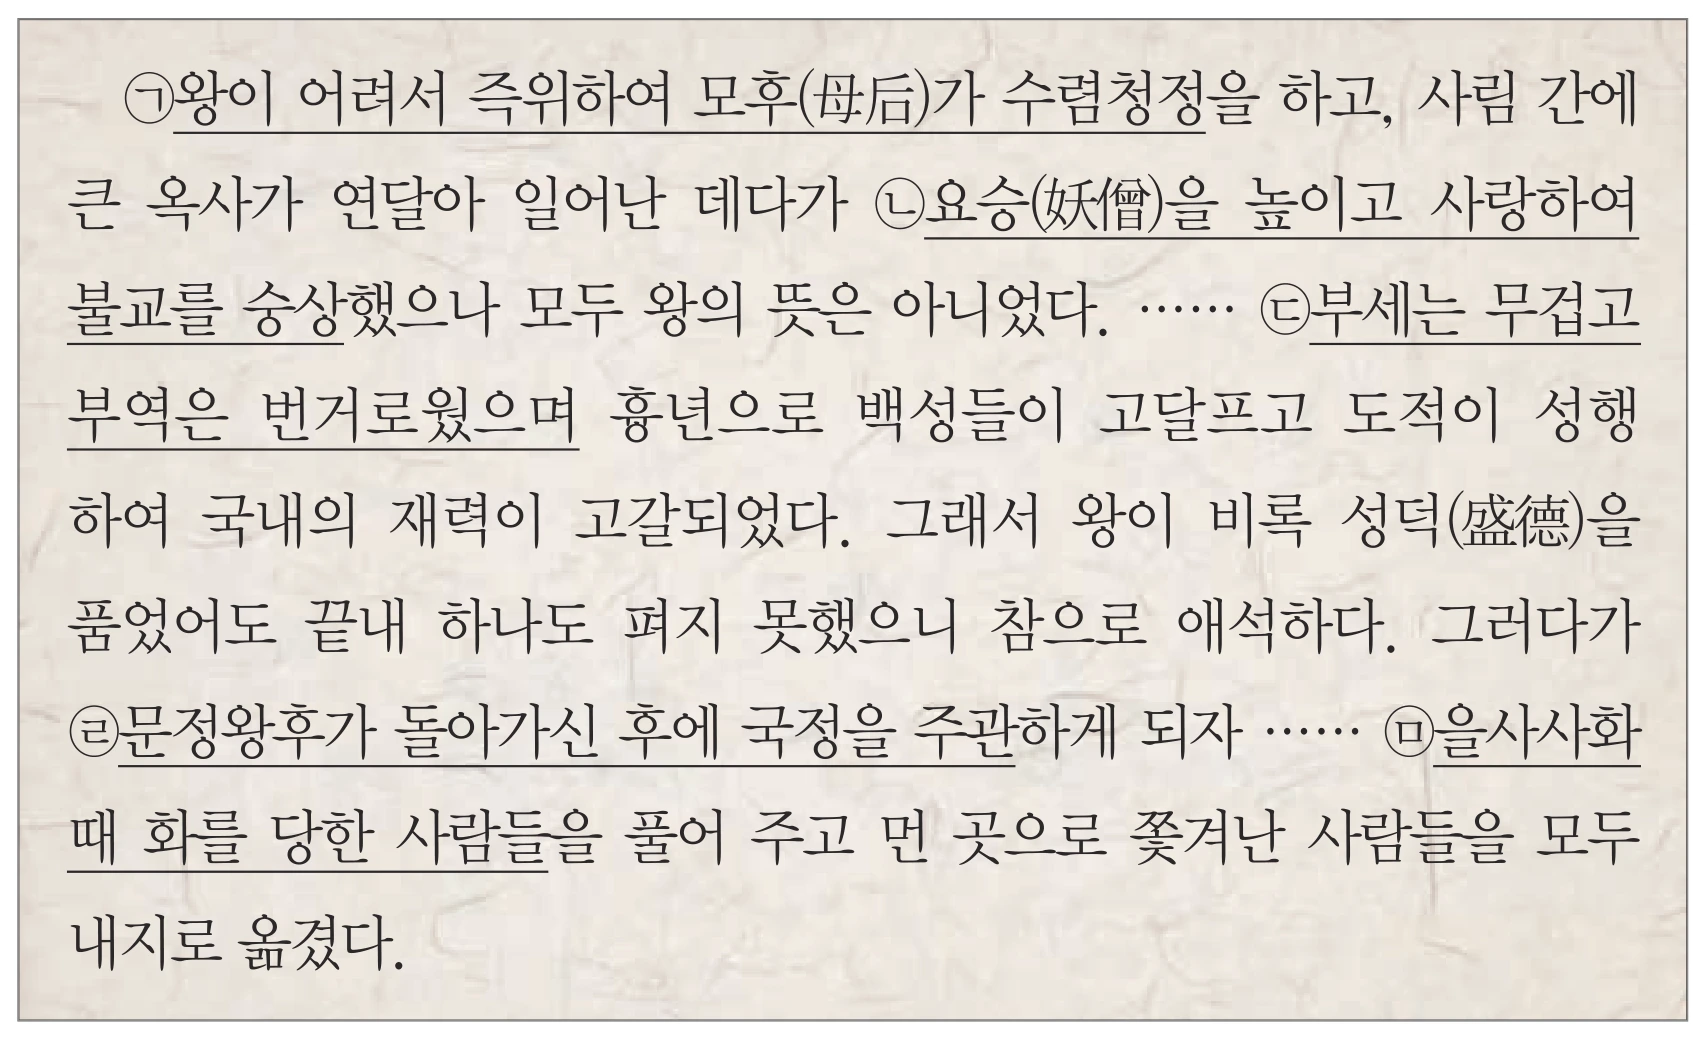 ㉠왕이 어려서 즉위하여 모후(母后)가 수렴청정을 하고, 사림 간에
큰 옥사가 연달아 일어난 데다가 ㉡요승(妖僧)을 높이고 사랑하여
불교를 숭상했으나 모두 왕의 뜻은 아니었다. …… ㉢부세는 무겁고
부역은 번거로웠으며 흉년으로 백성들이 고달프고 도적이 성행
하여 국내의 재력이 고갈되었다. 그래서 왕이 비록 성덕(盛德)을
품었어도 끝내 하나도 펴지 못했으니 참으로 애석하다. 그러다가
㉣문정왕후가 돌아가신 후에 국정을 주관하게 되자 …… ㉤을사사화
때 화를 당한 사람들을 풀어 주고 먼 곳으로 쫓겨난 사람들을 모두
내지로 옮겼다.